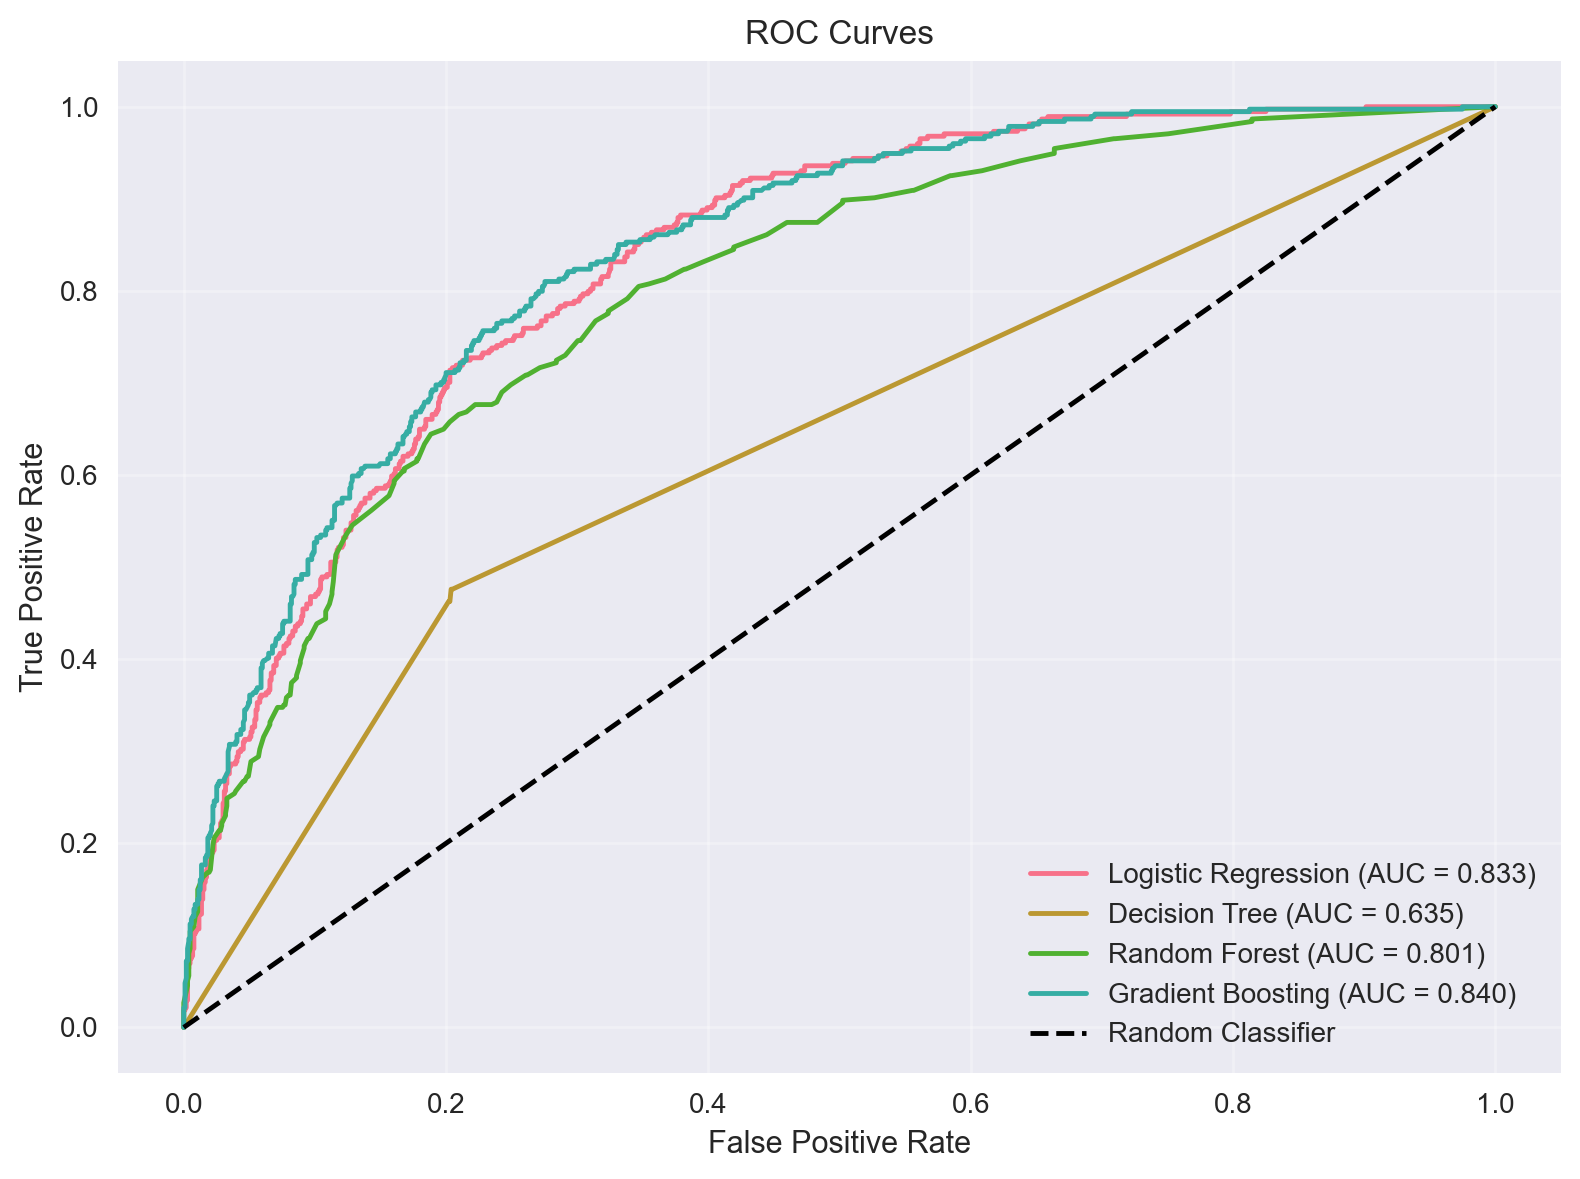 ROC Curves
1.0
0.8
0.6
0.4
0.2
0.0
True Positive Rate
Logistic Regression (AUC = 0.833)
Decision Tree (AUC = 0.635)
Random Forest (AUC = 0.801)
Gradient Boosting (AUC = 0.840)
Random Classifier
0.0 0.2 0.4 0.6 0.8 1.0
False Positive Rate